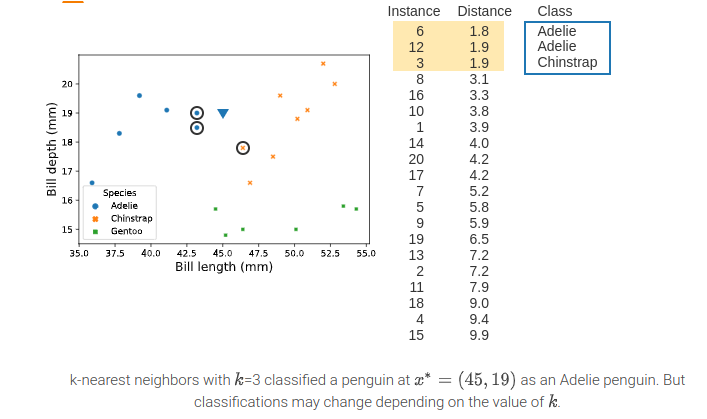 Instance Distance Class
6 1.8 Adelie
12 1.9 Adelie
3 1.9 Chinstrap
8 3.1
16 3.3
10 3.8
1 3.9
14 4.0
20 4.2
17 4.2
7 5.2
5 5.8
9 5.9
19 6.5
13 7.2
2 7.2
11 7.9
18 9.0
4 9.4
15 9.9
Bill depth (mm)
20
19
18
17
16
15
Species
Adelie
Chinstrap
Gentoo
35.0 37.5 40.0 42.5 45.0 47.5 50.0 52.5 55.0
Bill length (mm)
k-nearest neighbors with k=3 classified a penguin at x* = (45, 19) as an Adelie penguin. But
classifications may change depending on the value of k.